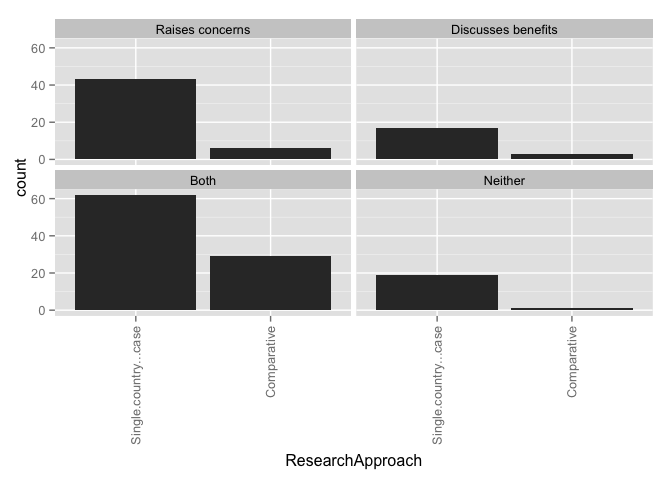 Raises concerns
Discusses benefits
60
40
20
0
count
Both
Neither
60
40
20
0
Single.country...case
Comparative
Single.country...case
Comparative
ResearchApproach